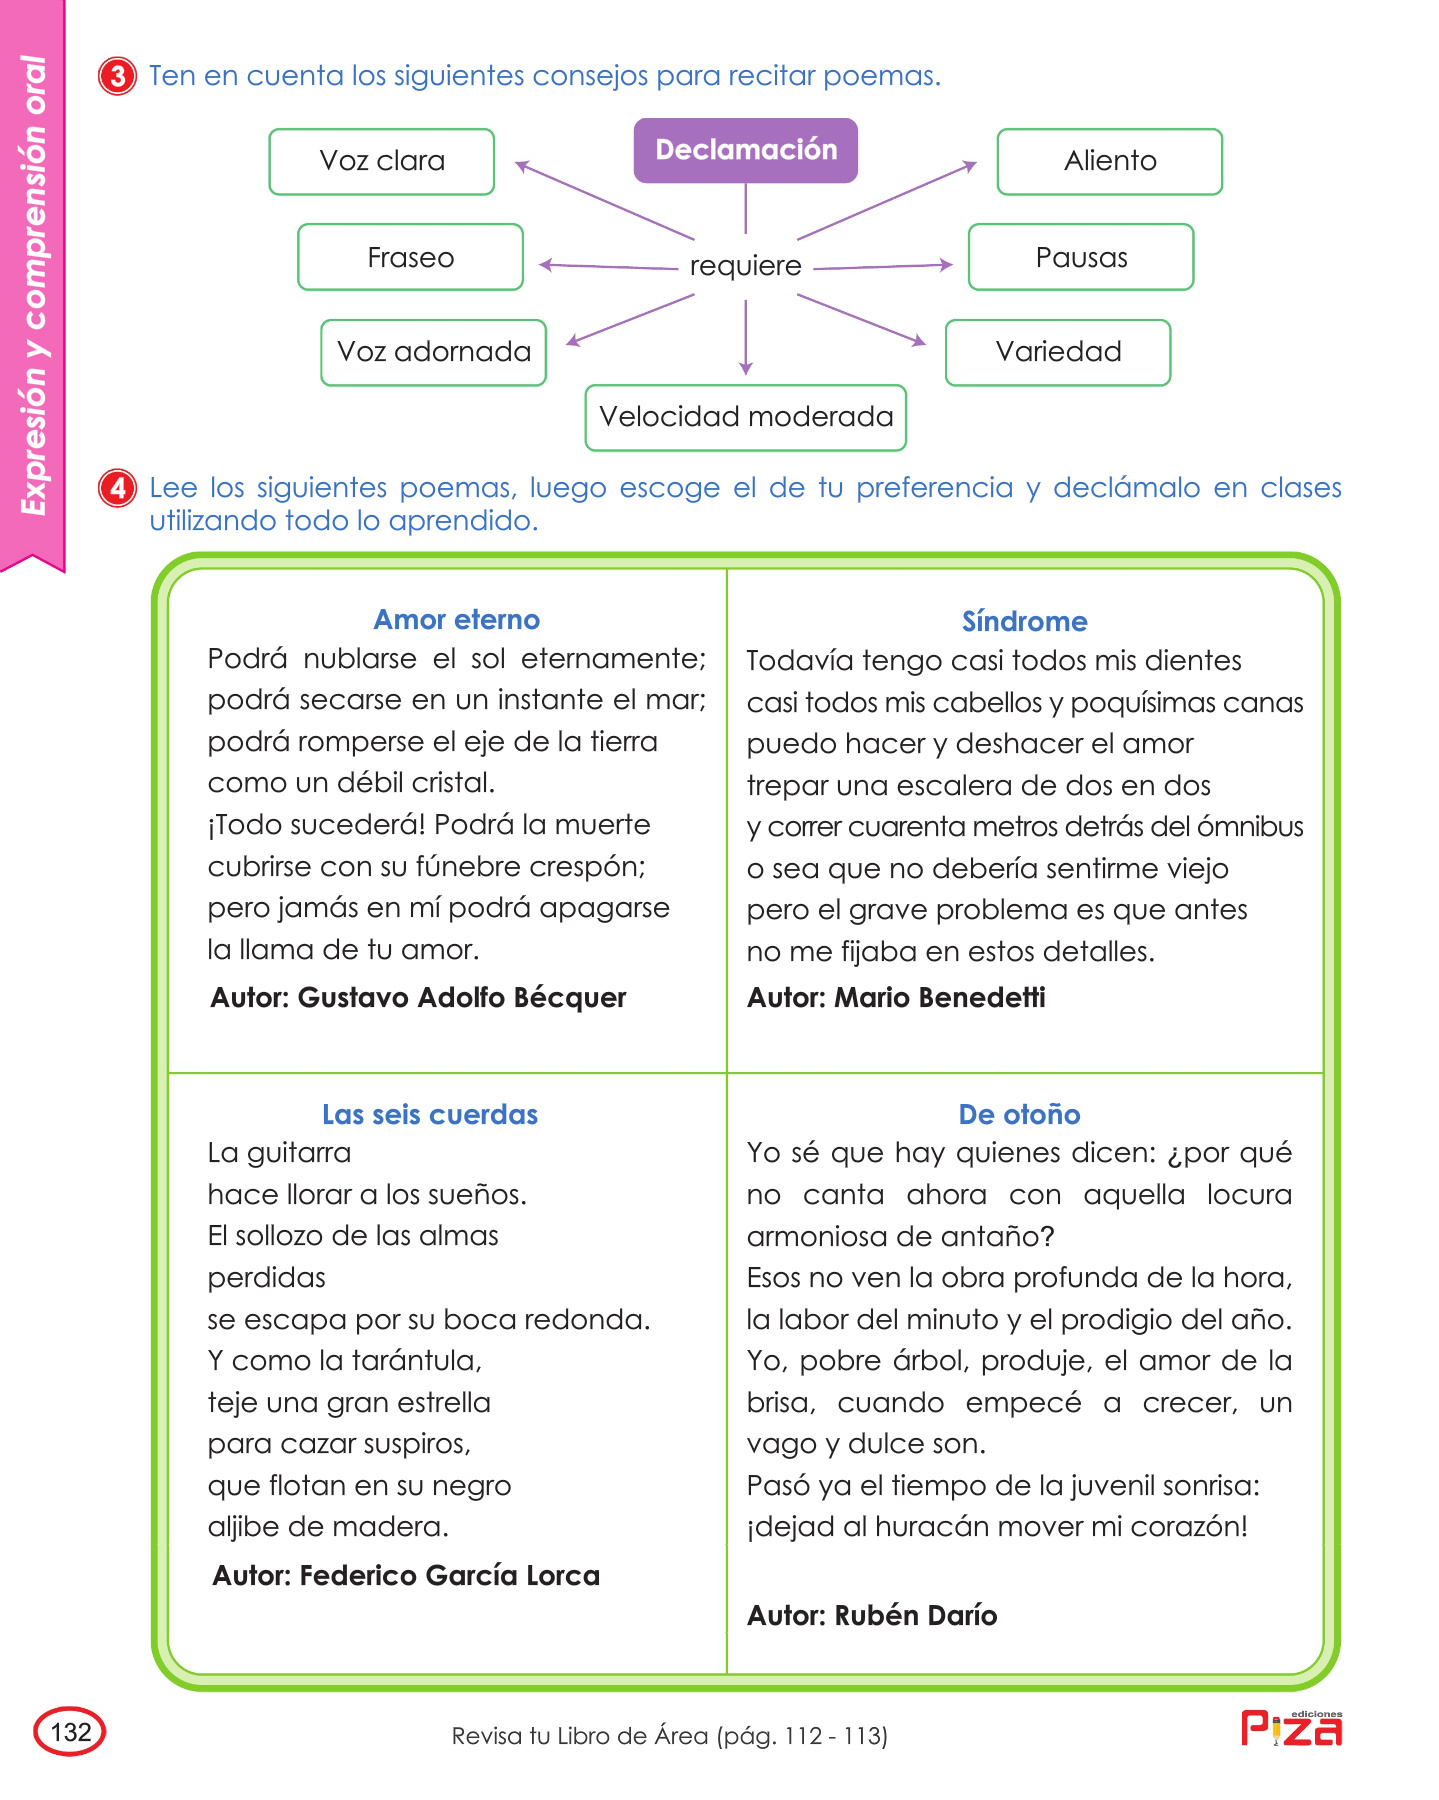 Expresión y comprensión oral
3 Ten en cuenta los siguientes consejos para recitar poemas.
Declamación
requiere
Voz clara
Fraseo
Voz adornada
Velocidad moderada
Aliento
Pausas
Variedad
4 Lee los siguientes poemas, luego escoge el de tu preferencia y declámalo en clases
utilizando todo lo aprendido.
Amor eterno
Podrá nublarse el sol eternamente;
podrá secarse en un instante el mar;
podrá romperse el eje de la tierra
como un débil cristal.
¡Todo sucederá! Podrá la muerte
cubrirse con su fúnebre crespón;
pero jamás en mí podrá apagarse
la llama de tu amor.
Autor: Gustavo Adolfo Bécquer
Síndrome
Todavía tengo casi todos mis dientes
casi todos mis cabellos y poquísimas canas
puedo hacer y deshacer el amor
trepar una escalera de dos en dos
y correr cuarenta metros detrás del ómnibus
o sea que no debería sentirme viejo
pero el grave problema es que antes
no me fijaba en estos detalles.
Autor: Mario Benedetti
Las seis cuerdas
La guitarra
hace llorar a los sueños.
El sollozo de las almas
perdidas
se escapa por su boca redonda.
Y como la tarántula,
teje una gran estrella
para cazar suspiros,
que flotan en su negro
aljibe de madera.
Autor: Federico García Lorca
De otoño
Yo sé que hay quienes dicen: ¿por qué
no canta ahora con aquella locura
armoniosa de antaño?
Esos no ven la obra profunda de la hora,
la labor del minuto y el prodigio del año.
Yo, pobre árbol, produje, el amor de la
brisa, cuando empecé a crecer, un
vago y dulce son.
Pasó ya el tiempo de la juvenil sonrisa:
¡dejad al huracán mover mi corazón!
Autor: Rubén Darío
132
Revisa tu Libro de Área (pág. 112 - 113)
ediciones
Piza